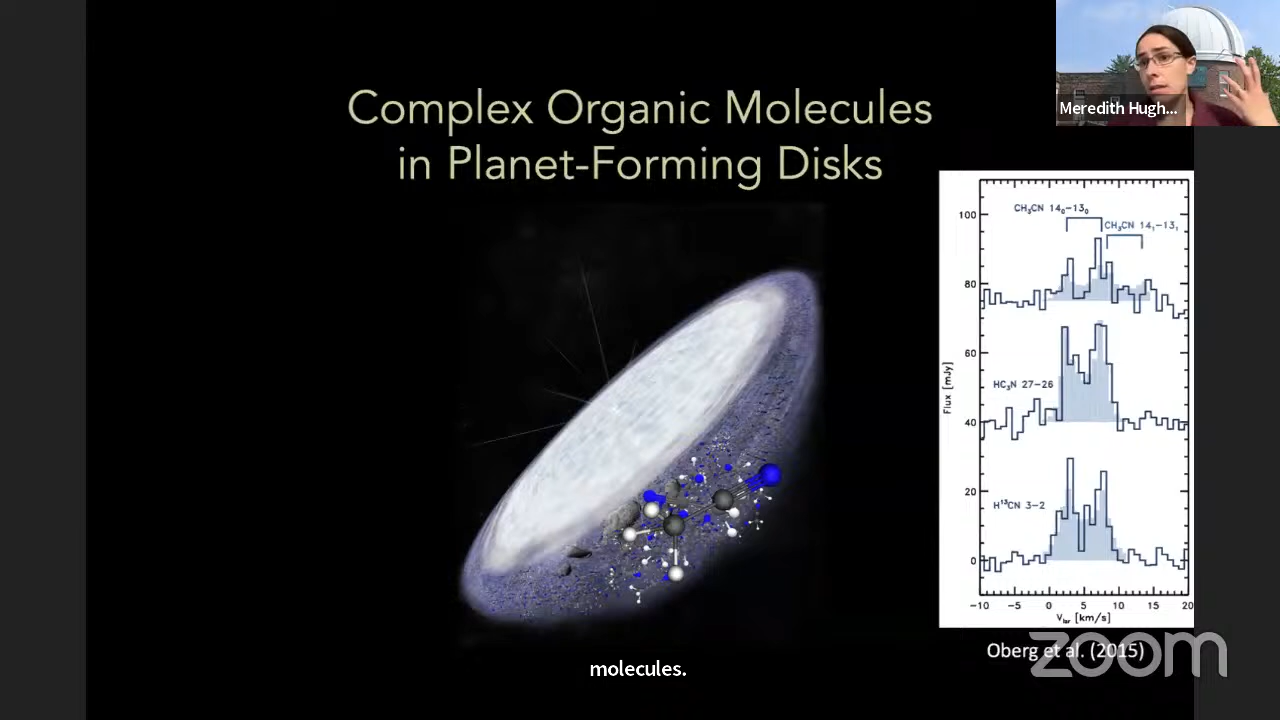 Meredith Hugh...
Complex Organic Molecules
in Planet-Forming Disks
CH₃CN 14₀-13₀
CH₃CN 14₁-13₁
100
80
60
40
20
0
HC₃N 27-26
H¹³CN 3-2
Flux [mJy]
-10 -5 0 5 10 15 20
V_lsr [km/s]
Oberg et al. (2015)
zoom
molecules.